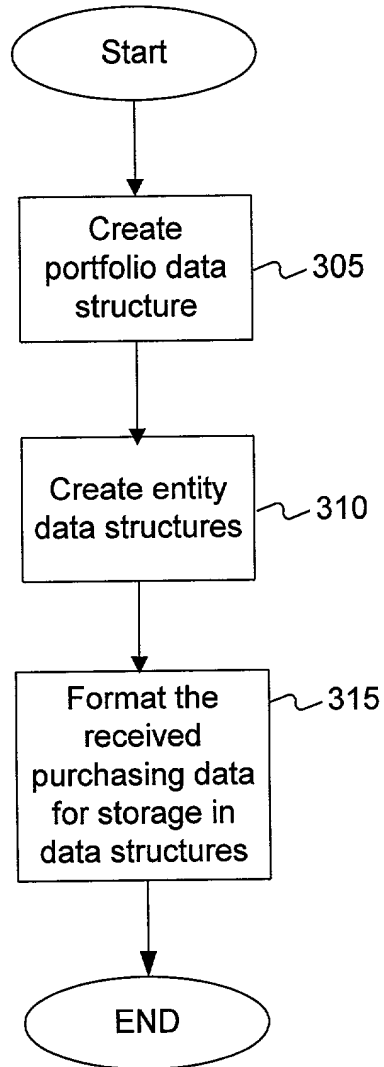 Start
Create
portfolio data
structure
305
Create entity
data structures
310
Format the
received
purchasing data
for storage in
data structures
315
END